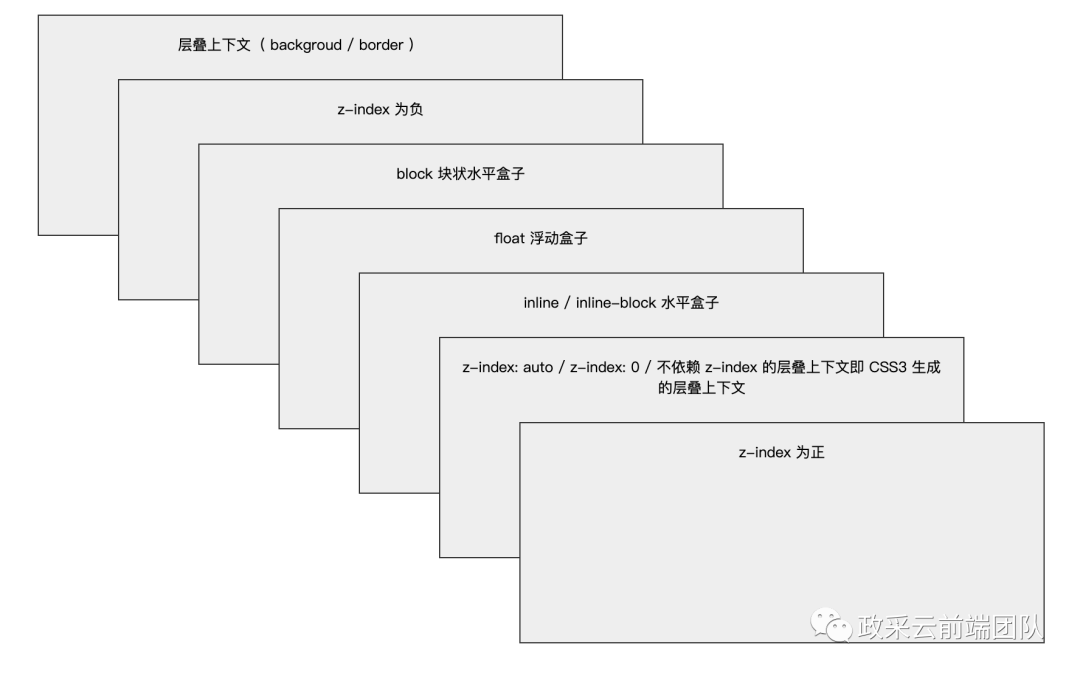 层叠上下文（ backgroud / border ）
z-index 为负
block 块状水平盒子
float 浮动盒子
inline / inline-block 水平盒子
z-index: auto / z-index: 0 / 不依赖 z-index 的层叠上下文即 CSS3 生成
的层叠上下文
z-index 为正
政采云前端团队